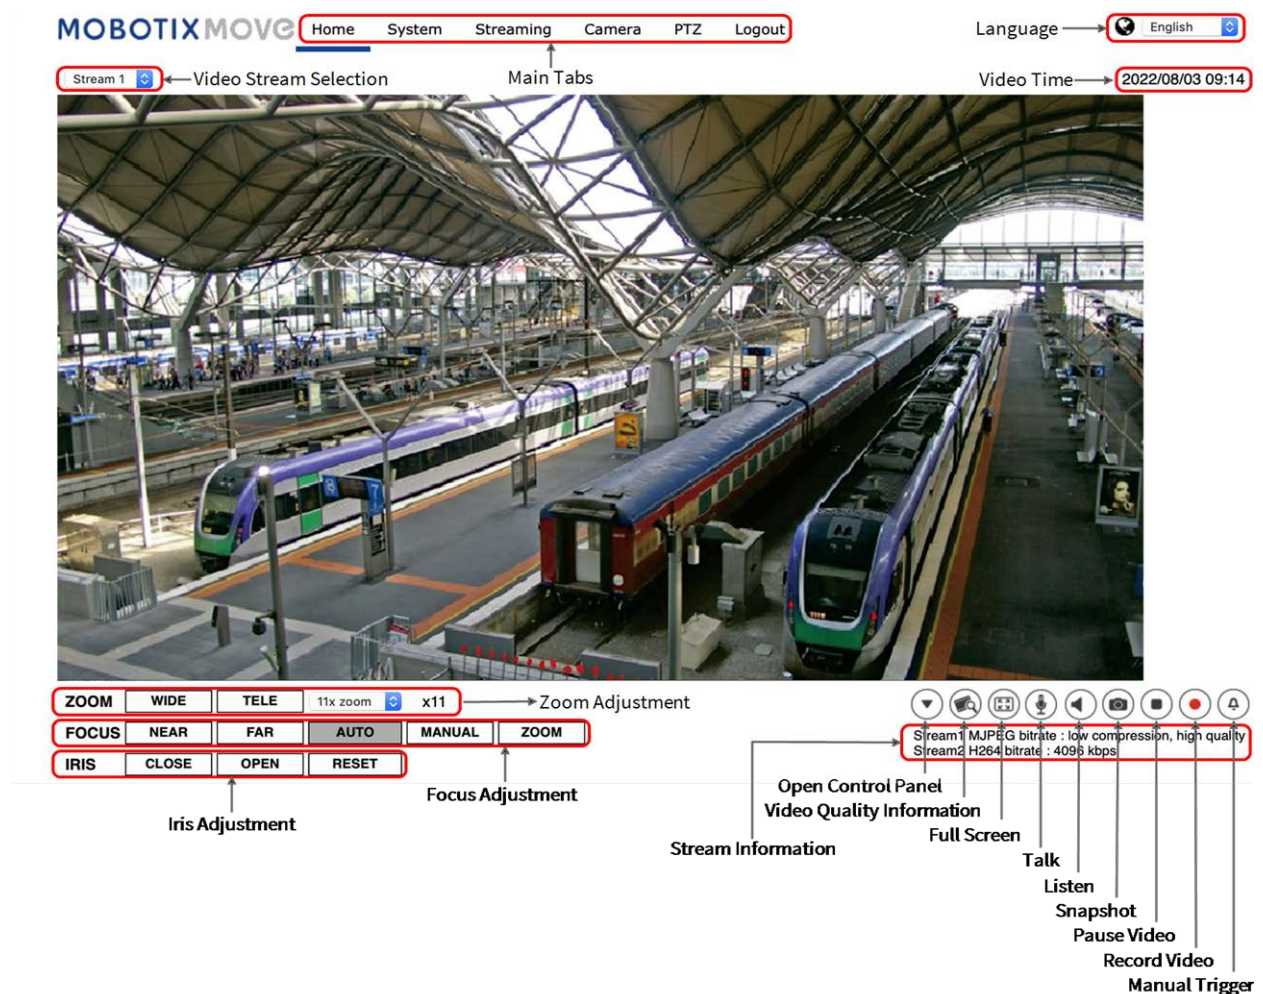 MOBOTIX MOVE Home System Streaming Camera PTZ Logout Language English
Stream 1 Video Stream Selection Main Tabs Video Time 2022/08/03 09:14
ZOOM WIDE TELE 11x zoom x11 Zoom Adjustment
FOCUS NEAR FAR AUTO MANUAL ZOOM
Stream1 MJPEG bitrate : low compression, high quality
Stream2 H264 bitrate : 4096 kbps
IRIS CLOSE OPEN RESET
Focus Adjustment
Iris Adjustment
Open Control Panel
Video Quality Information
Full Screen
Stream Information
Talk
Listen
Snapshot
Pause Video
Record Video
Manual Trigger